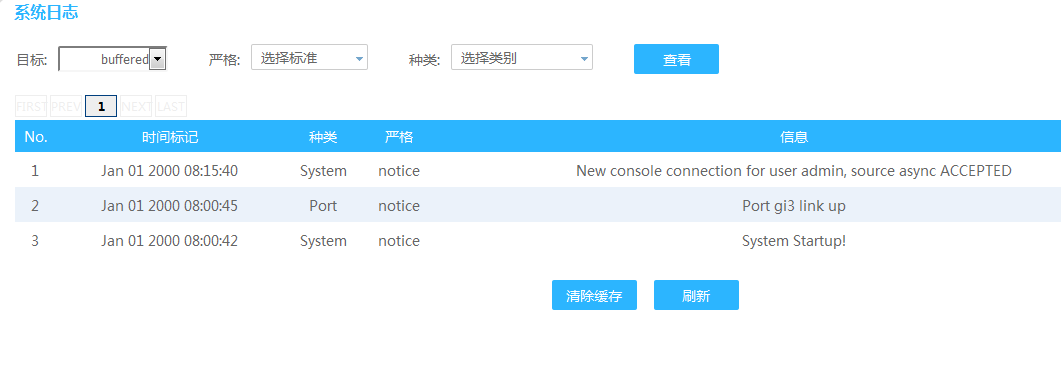 系统日志
目标: buffered 严格: 选择标准 种类: 选择类别 查看
FIRST PREV 1 NEXT LAST
No. 时间标记 种类 严格 信息
1 Jan 01 2000 08:15:40 System notice New console connection for user admin, source async ACCEPTED
2 Jan 01 2000 08:00:45 Port notice Port gi3 link up
3 Jan 01 2000 08:00:42 System notice System Startup!
清除缓存 刷新